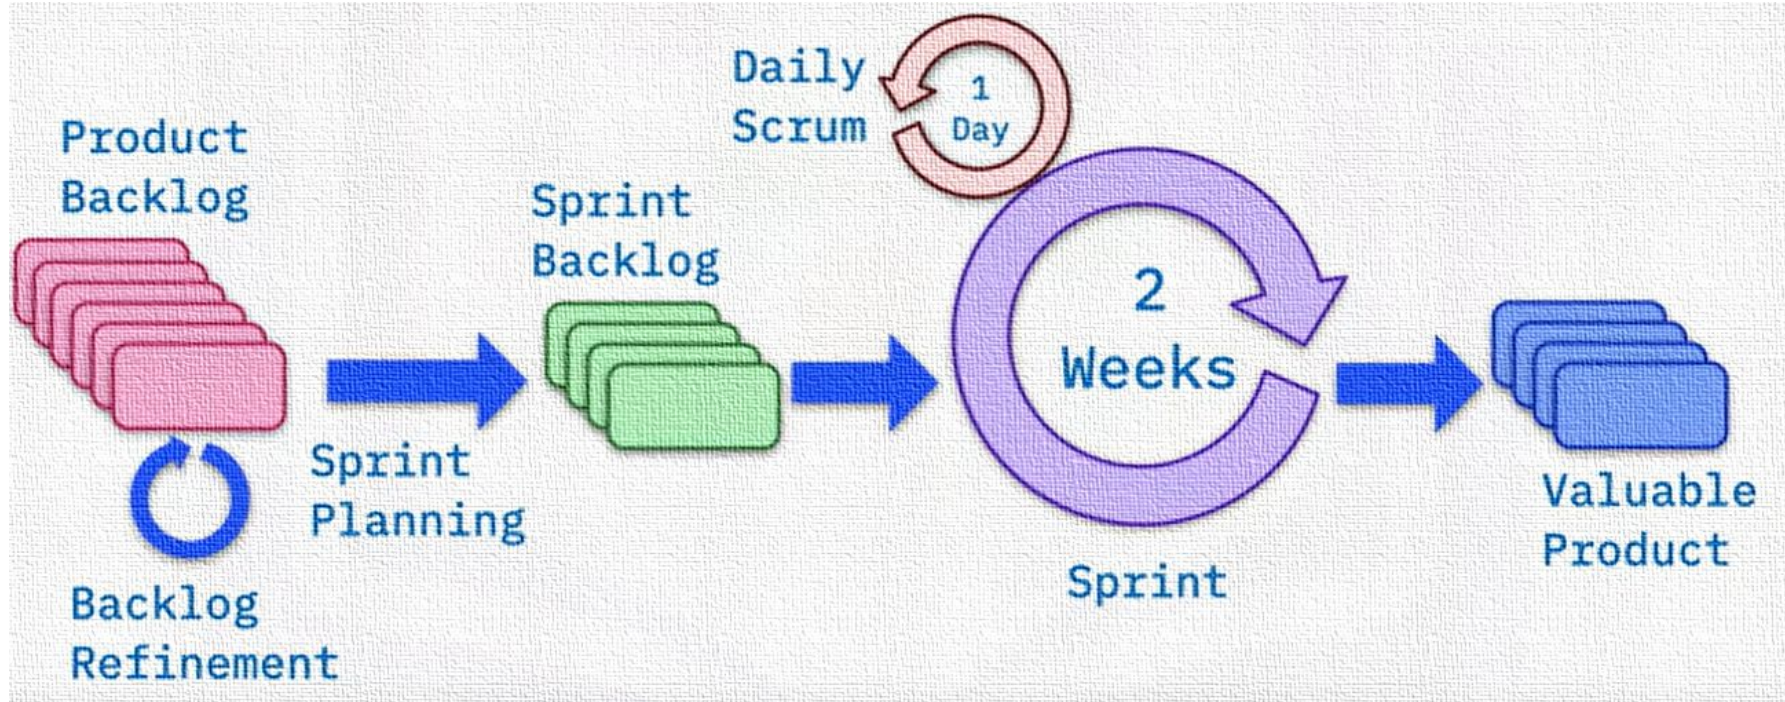 Product
Backlog
Backlog
Refinement
Sprint
Planning
Sprint
Backlog
Daily
Scrum
1
Day
2
Weeks
Sprint
Valuable
Product